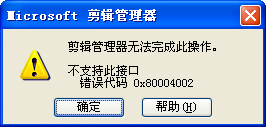 Microsoft 剪辑管理器
剪辑管理器无法完成此操作。
不支持此接口
错误代码 0x80004002
确定
帮助(H)